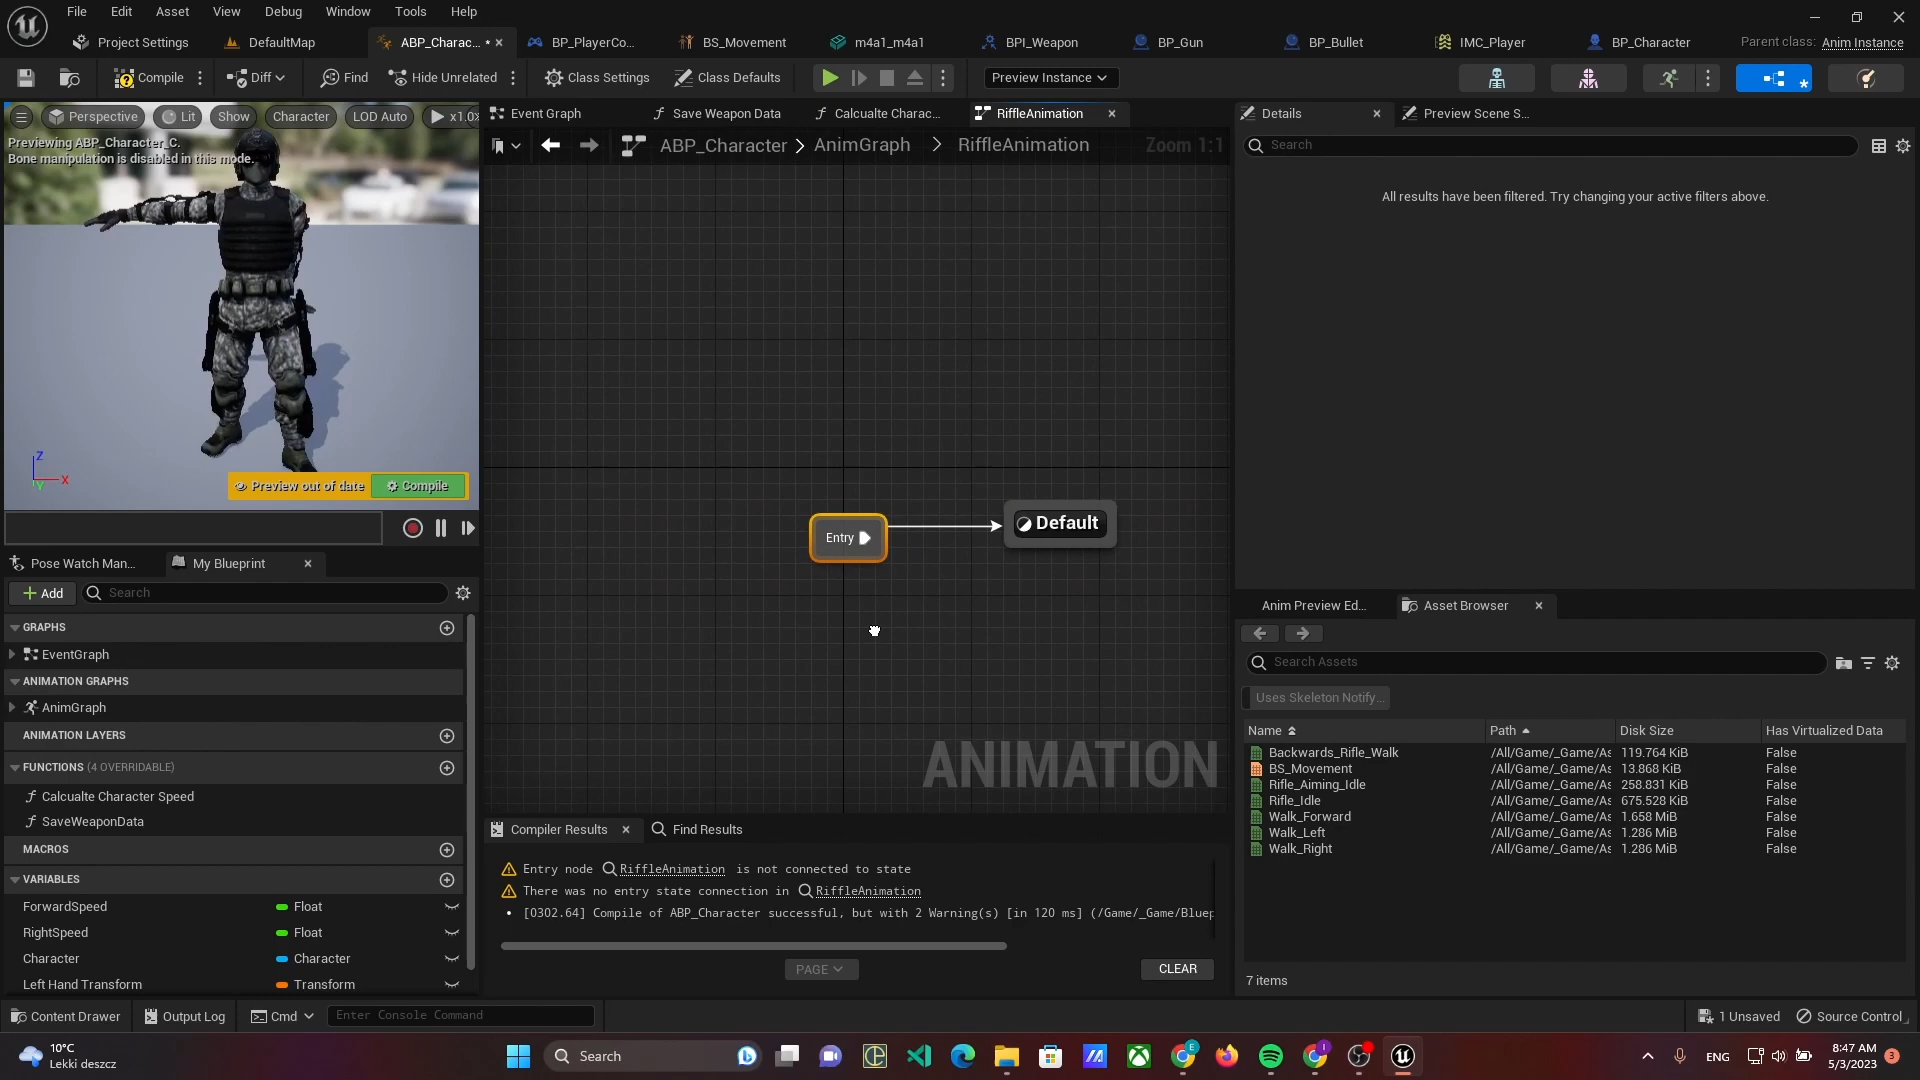 File Edit Asset View Debug Window Tools Help
Project Settings DefaultMap ABP_Charac... * BP_PlayerCo... BS_Movement m4a1_m4a1 BPI_Weapon BP_Gun BP_Bullet IMC_Player BP_Character Parent class: Anim Instance
Compile Diff Find Hide Unrelated Class Settings Class Defaults Preview Instance
Perspective Lit Show Character LOD Auto x1.0
Previewing ABP_Character_C.
Bone manipulation is disabled in this mode.
Z
X
Y
Preview out of date Compile
Event Graph Save Weapon Data Calcualte Charac... RiffleAnimation
ABP_Character > AnimGraph > RiffleAnimation Zoom 1:1
Entry
Default
ANIMATION
Details Preview Scene S...
Search
All results have been filtered. Try changing your active filters above.
Pose Watch Man... My Blueprint
Add Search
GRAPHS
EventGraph
ANIMATION GRAPHS
AnimGraph
ANIMATION LAYERS
FUNCTIONS (4 OVERRIDABLE)
Calcualte Character Speed
SaveWeaponData
MACROS
VARIABLES
ForwardSpeed Float
RightSpeed Float
Character Character
Left Hand Transform Transform
Compiler Results Find Results
Entry node RiffleAnimation is not connected to state
There was no entry state connection in RiffleAnimation
• [0302.64] Compile of ABP_Character successful, but with 2 Warning(s) [in 120 ms] (/Game/_Game/Bluep
PAGE CLEAR
Anim Preview Ed... Asset Browser
Search Assets
Uses Skeleton Notify...
Name Path Disk Size Has Virtualized Data
Backwards_Rifle_Walk /All/Game/_Game/As 119.764 KiB False
BS_Movement /All/Game/_Game/As 13.868 KiB False
Rifle_Aiming_Idle /All/Game/_Game/As 258.831 KiB False
Rifle_Idle /All/Game/_Game/As 675.528 KiB False
Walk_Forward /All/Game/_Game/As 1.658 MiB False
Walk_Left /All/Game/_Game/As 1.286 MiB False
Walk_Right /All/Game/_Game/As 1.286 MiB False
7 items
Content Drawer Output Log Cmd Enter Console Command 1 Unsaved Source Control
10°C
Lekki deszcz
Search
ENG
8:47 AM
5/3/2023
3